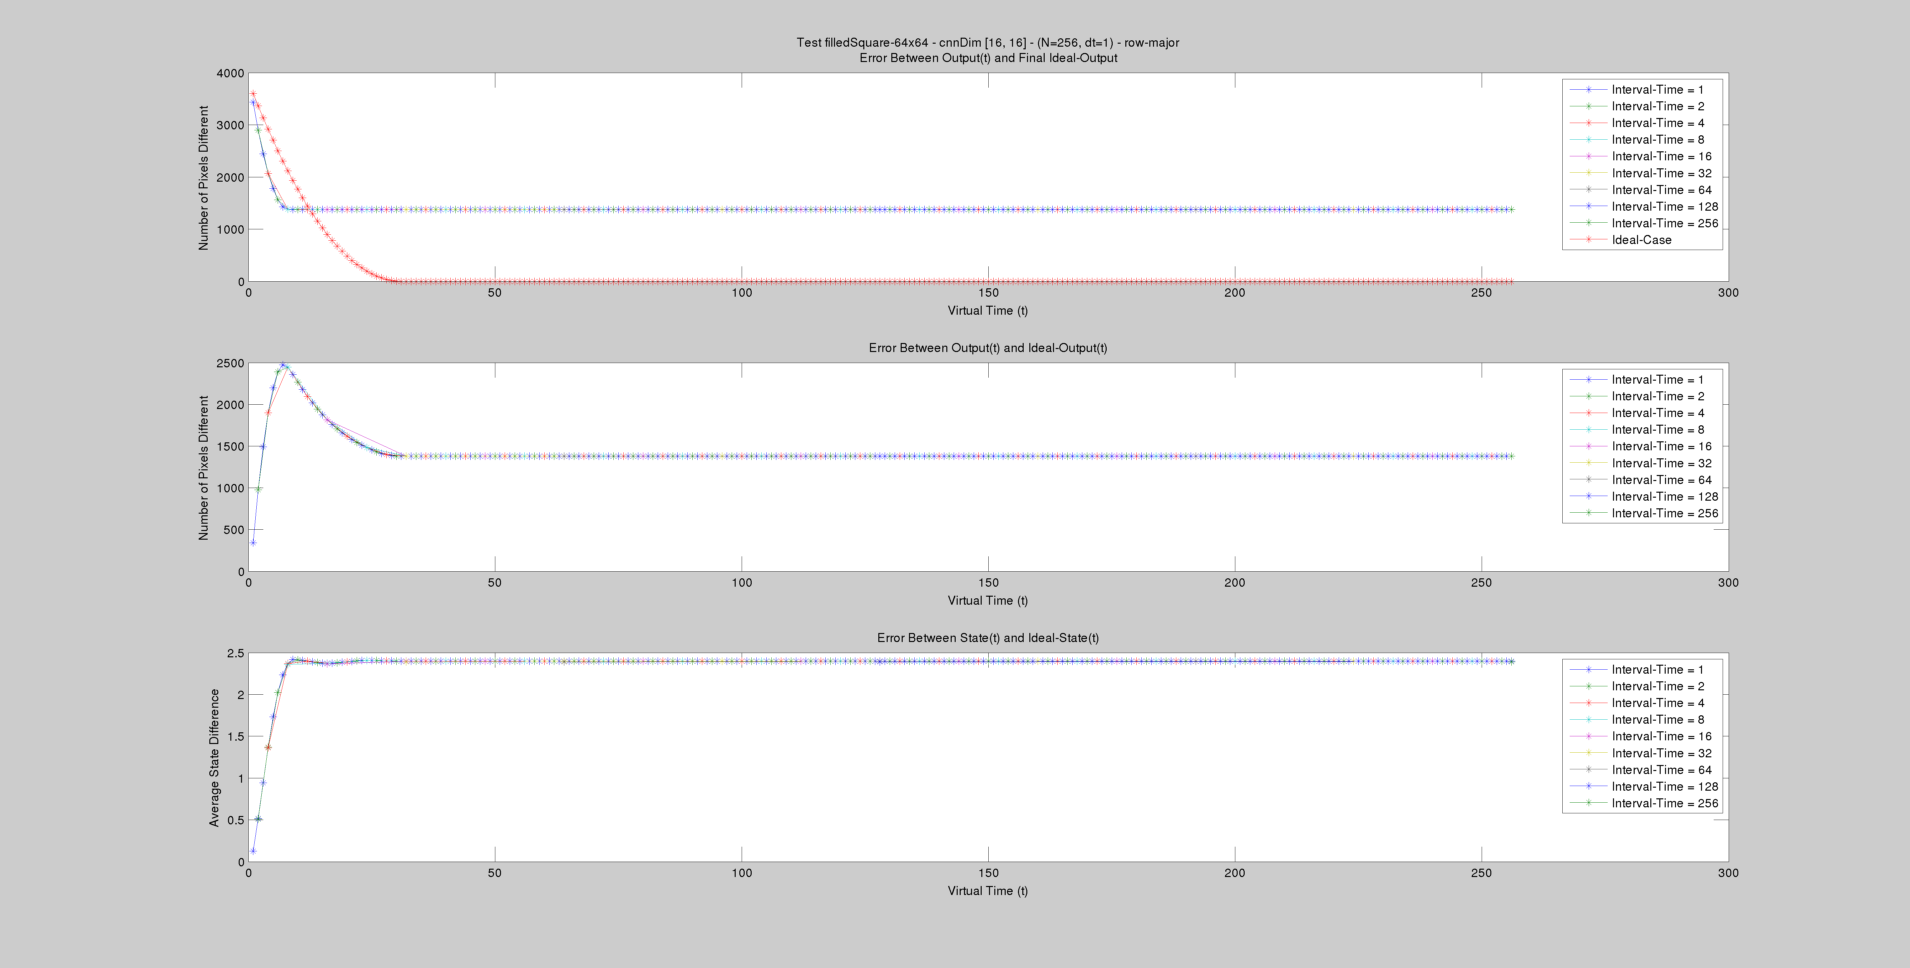 Test filledSquare-64x64 - cnnDim [16, 16] - (N=256, dt=1) - row-major
Error Between Output(t) and Final Ideal-Output
Number of Pixels Different
4000
3000
2000
1000
0
0 50 100 150 200 250 300
Virtual Time (t)
Interval-Time = 1
Interval-Time = 2
Interval-Time = 4
Interval-Time = 8
Interval-Time = 16
Interval-Time = 32
Interval-Time = 64
Interval-Time = 128
Interval-Time = 256
Ideal-Case
Error Between Output(t) and Ideal-Output(t)
Number of Pixels Different
2500
2000
1500
1000
500
0
0 50 100 150 200 250 300
Virtual Time (t)
Interval-Time = 1
Interval-Time = 2
Interval-Time = 4
Interval-Time = 8
Interval-Time = 16
Interval-Time = 32
Interval-Time = 64
Interval-Time = 128
Interval-Time = 256
Error Between State(t) and Ideal-State(t)
Average State Difference
2.5
2
1.5
1
0.5
0
0 50 100 150 200 250 300
Virtual Time (t)
Interval-Time = 1
Interval-Time = 2
Interval-Time = 4
Interval-Time = 8
Interval-Time = 16
Interval-Time = 32
Interval-Time = 64
Interval-Time = 128
Interval-Time = 256